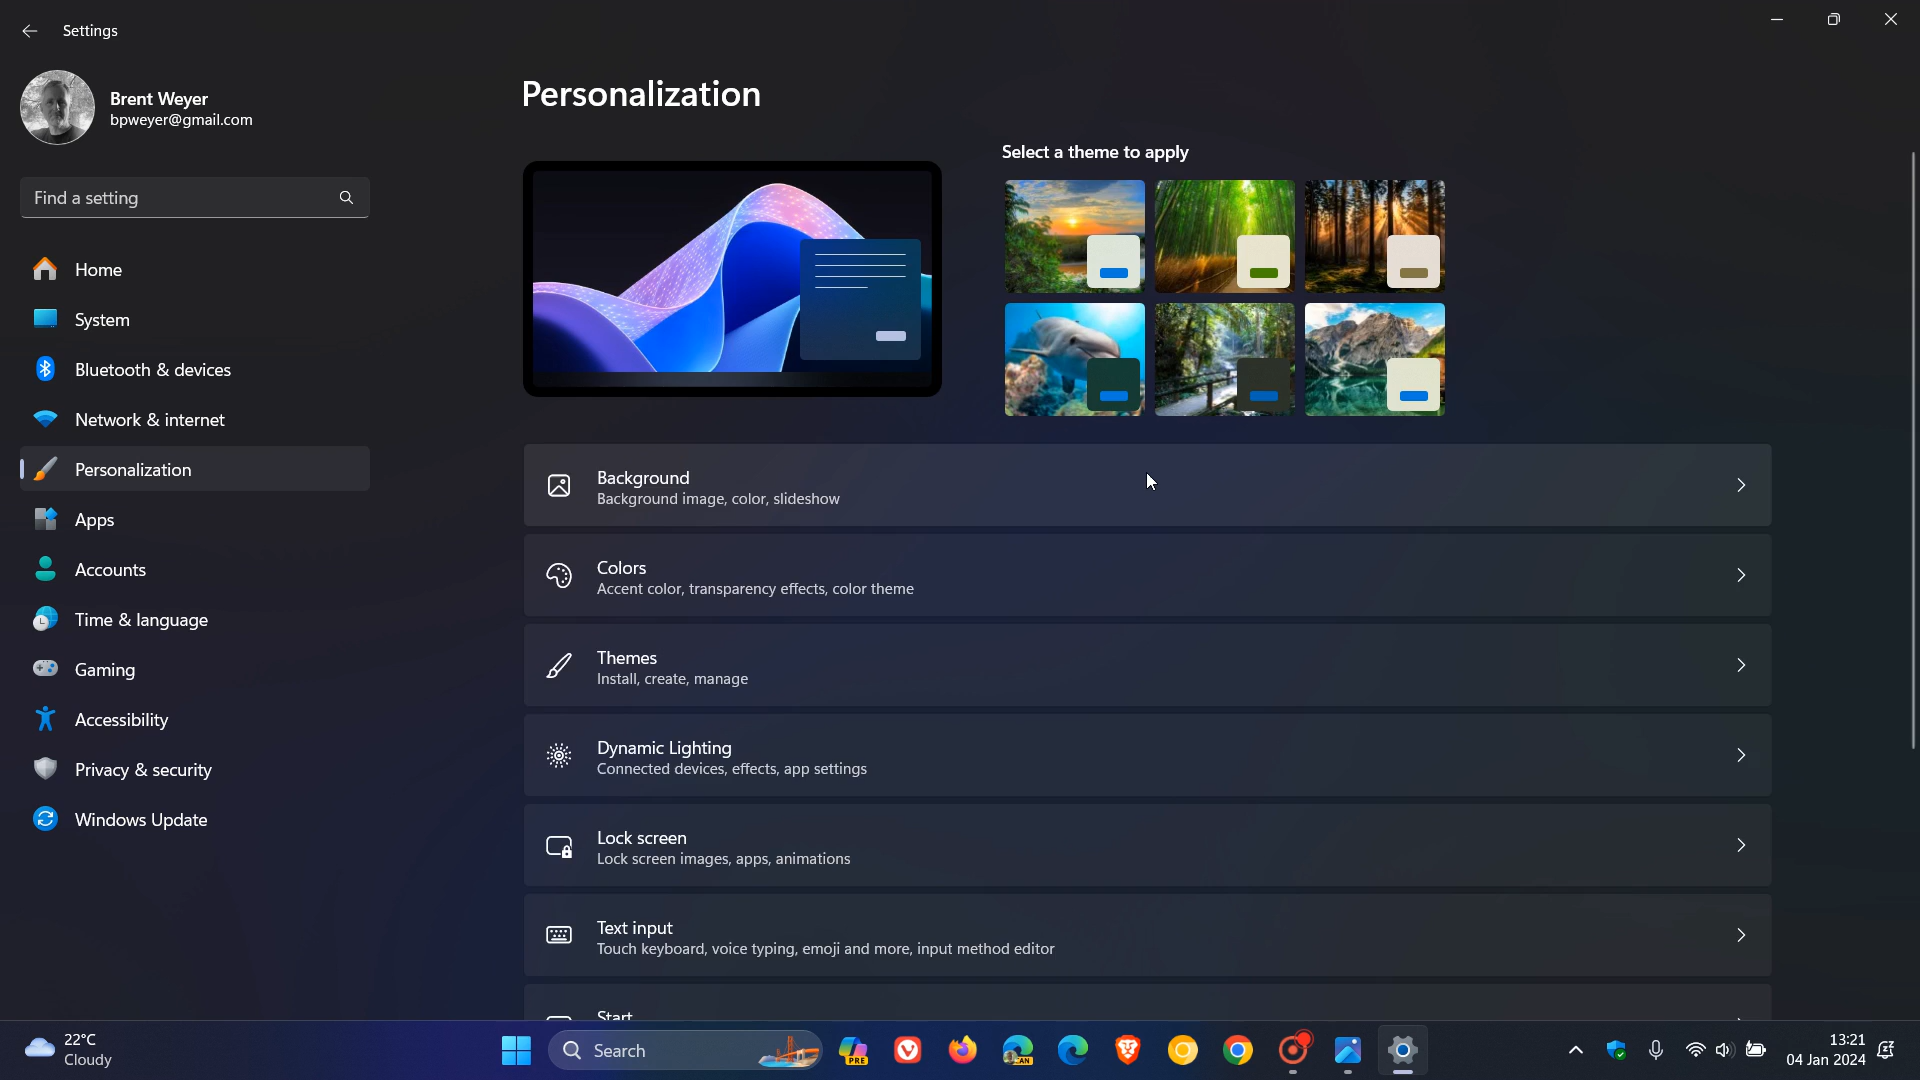 Settings
Brent Weyer
bpweyer@gmail.com
Find a setting
Home
System
Bluetooth & devices
Network & internet
Personalization
Apps
Accounts
Time & language
Gaming
Accessibility
Privacy & security
Windows Update
Personalization
Select a theme to apply
Background
Background image, color, slideshow
Colors
Accent color, transparency effects, color theme
Themes
Install, create, manage
Dynamic Lighting
Connected devices, effects, app settings
Lock screen
Lock screen images, apps, animations
Text input
Touch keyboard, voice typing, emoji and more, input method editor
Start
22°C
Cloudy
Search
PRE
CAN
13:21
04 Jan 2024